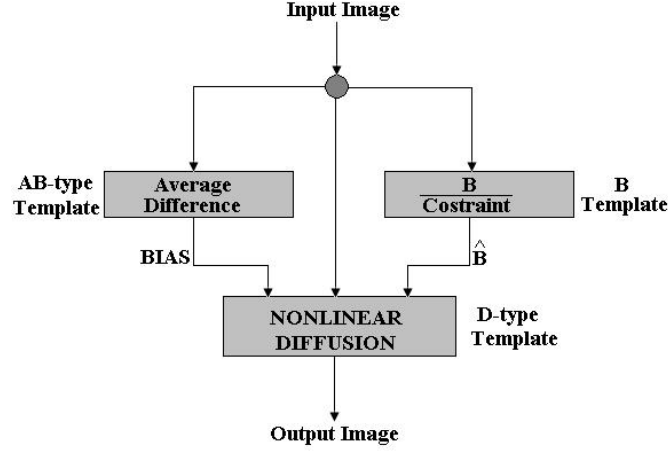 Input Image
AB-type
Template
Average
Difference
B
Costraint
B
Template
BIAS
^
B
NONLINEAR
DIFFUSION
D-type
Template
Output Image